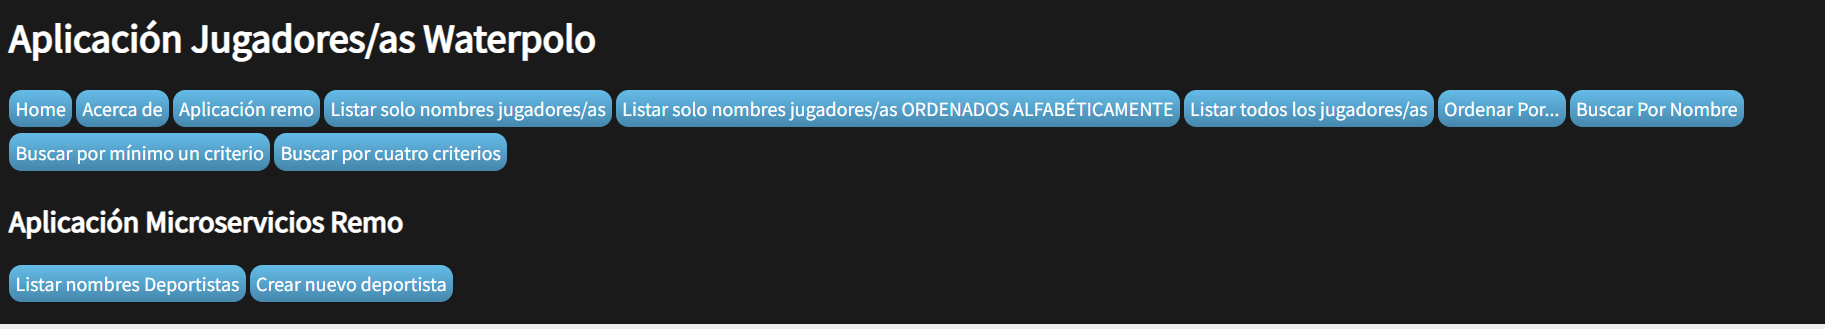 Aplicación Jugadores/as Waterpolo
Home Acerca de Aplicación remo Listar solo nombres jugadores/as Listar solo nombres jugadores/as ORDENADOS ALFABÉTICAMENTE Listar todos los jugadores/as Ordenar Por... Buscar Por Nombre
Buscar por mínimo un criterio Buscar por cuatro criterios
Aplicación Microservicios Remo
Listar nombres Deportistas Crear nuevo deportista